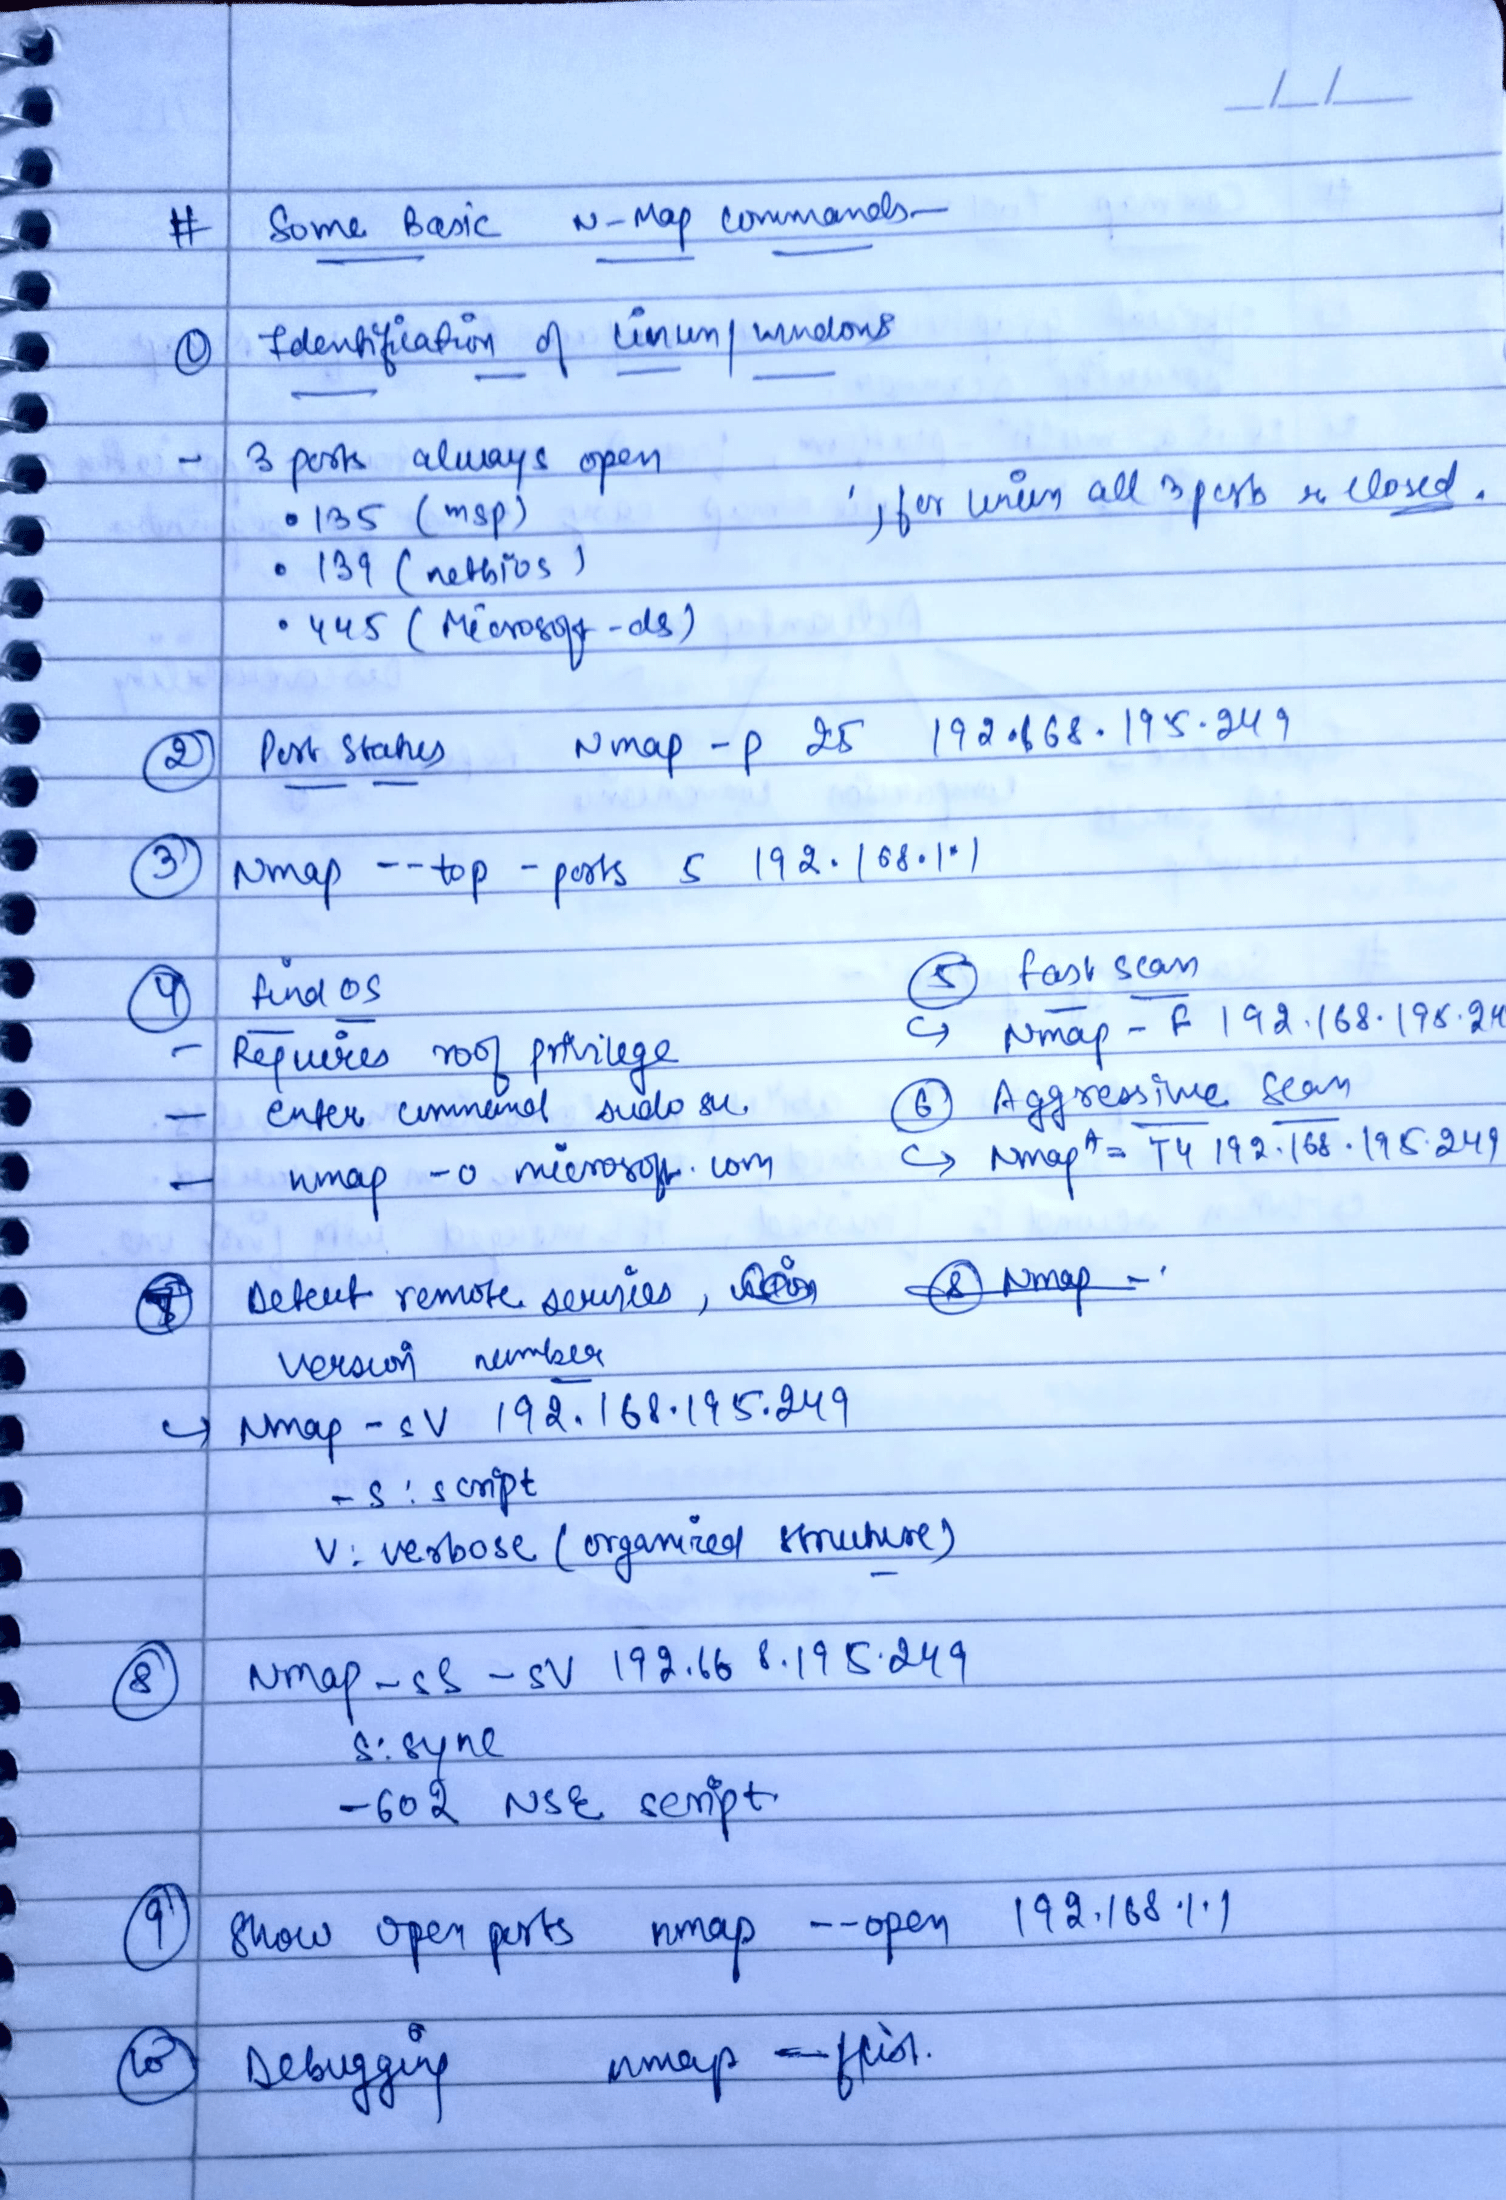 # Some Basic N-Map commands-
① Identification of Linux/windows
- 3 ports always open
• 135 (msp) ; for linux all 3 ports r closed.
• 139 (netbios)
• 445 (Microsoft-ds)
② Port States Nmap -p 25 192.168.195.249
③ Nmap --top-ports 5 192.168.1.1
④ find OS
- Requires root privilege
- enter command sudo su
- nmap -o microsoft.com
⑤ fast scan
↪ Nmap -F 192.168.195.24
⑥ Aggressive Scan
↪ Nmap A- T4 192.168.195.249
⑦ Detect remote services,
⑧ Nmap -
version number
↪ Nmap -sV 192.168.195.249
-s: script
V: verbose (organized structure)
⑧ Nmap -sS -sV 192.168.195.249
S: sync
-602 NSE script
⑨ Show open ports nmap --open 192.168.1.1
⑩ Debugging nmap --